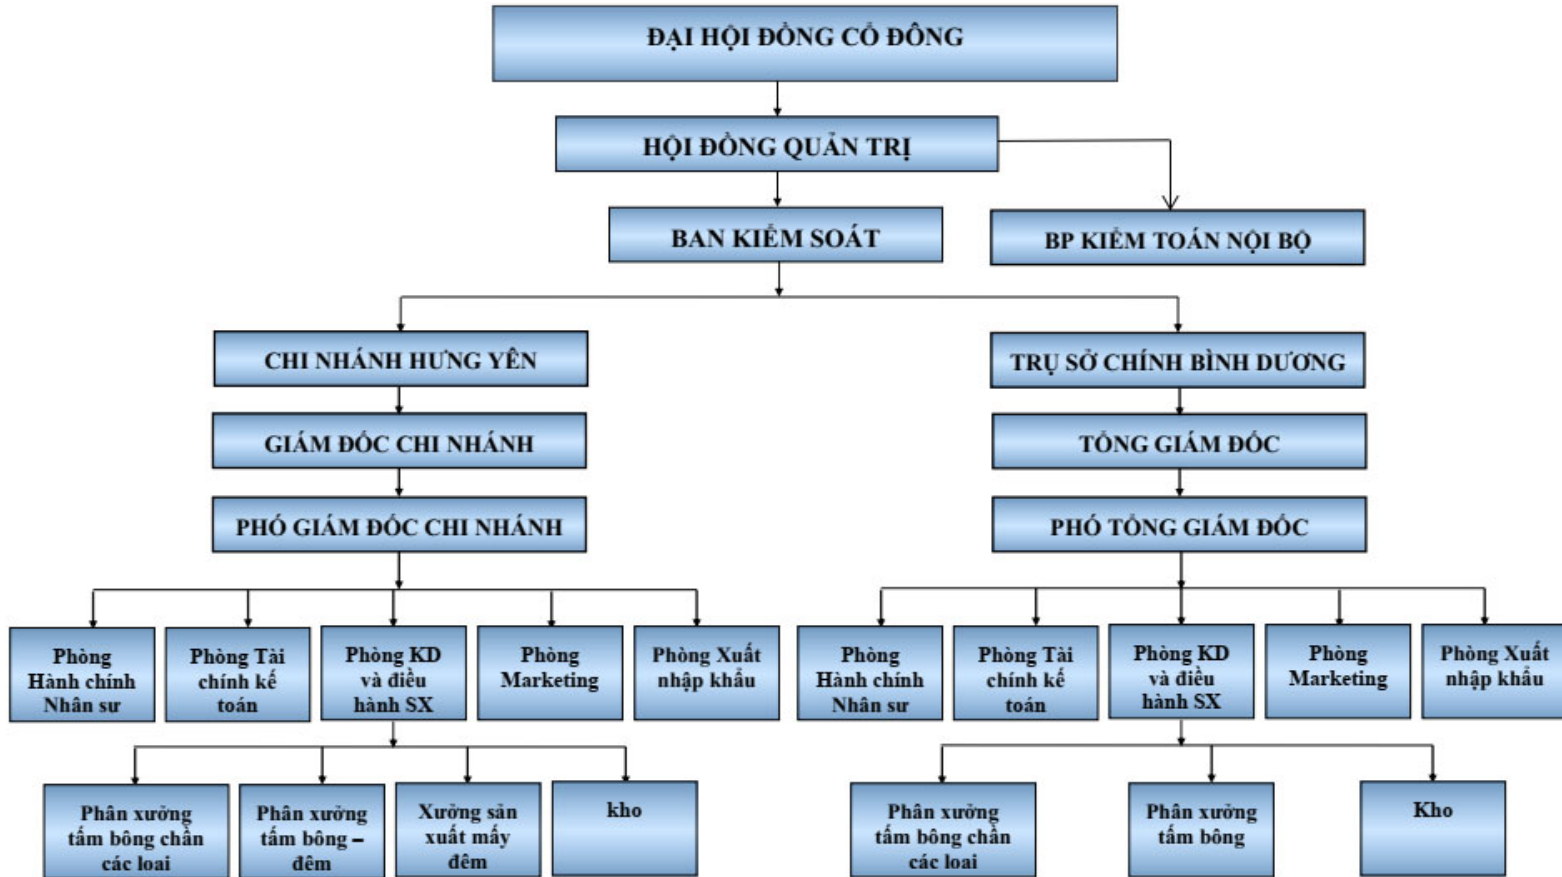 ĐẠI HỘI ĐỒNG CỔ ĐÔNG
HỘI ĐỒNG QUẢN TRỊ
BAN KIỂM SOÁT
BP KIỂM TOÁN NỘI BỘ
CHI NHÁNH HƯNG YÊN
TRỤ SỞ CHÍNH BÌNH DƯƠNG
GIÁM ĐỐC CHI NHÁNH
TỔNG GIÁM ĐỐC
PHÓ GIÁM ĐỐC CHI NHÁNH
PHÓ TỔNG GIÁM ĐỐC
Phòng
Hành chính
Nhân sư
Phòng Tài
chính kế
toán
Phòng KD
và điều
hành SX
Phòng
Marketing
Phòng Xuất
nhập khẩu
Phòng
Hành chính
Nhân sư
Phòng Tài
chính kế
toán
Phòng KD
và điều
hành SX
Phòng
Marketing
Phòng Xuất
nhập khẩu
Phân xưởng
tấm bông chần
các loai
Phân xưởng
tấm bông –
đêm
Xưởng sản
xuất mấy
đêm
kho
Phân xưởng
tấm bông chần
các loai
Phân xưởng
tấm bông
Kho